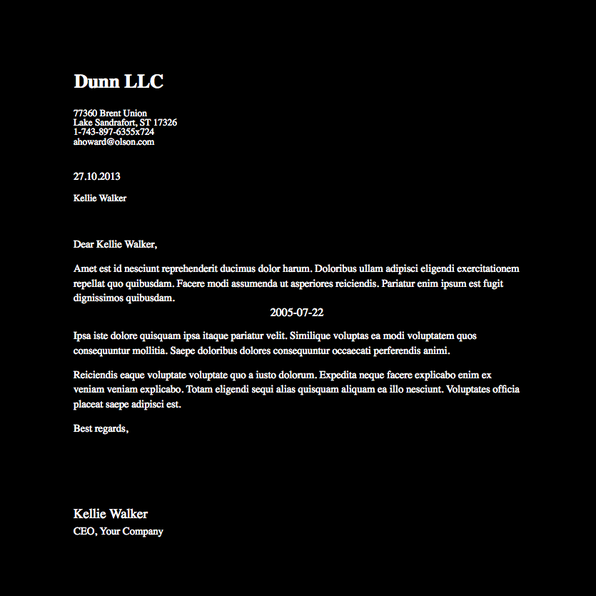 Dunn LLC
77360 Brent Union
Lake Sandrafort, ST 17326
1-743-897-6355x724
ahoward@olson.com
27.10.2013
Kellie Walker
Dear Kellie Walker,
Amet est id nesciunt reprehenderit ducimus dolor harum. Doloribus ullam adipisci eligendi exercitationem
repellat quo quibusdam. Facere modi assumenda ut asperiores reiciendis. Pariatur enim ipsum est fugit
dignissimos quibusdam.
2005-07-22
Ipsa iste dolore quisquam ipsa itaque pariatur velit. Similique voluptas ea modi voluptatem quos
consequuntur mollitia. Saepe doloribus dolores consequuntur occaecati perferendis animi.
Reiciendis eaque voluptate voluptate quo a iusto dolorum. Expedita neque facere explicabo enim ex
veniam veniam explicabo. Totam eligendi sequi alias quisquam aliquam ea illo nesciunt. Voluptates officia
placeat saepe adipisci est.
Best regards,
Kellie Walker
CEO, Your Company